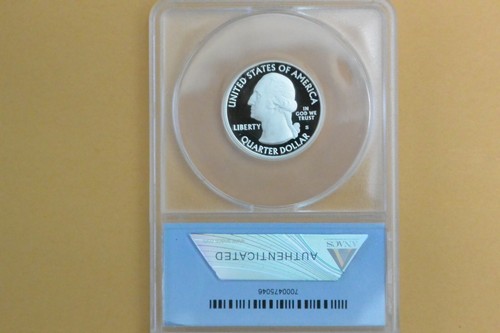 UNITED STATES OF AMERICA
IN
GOD WE
TRUST
LIBERTY
S
QUARTER DOLLAR
ANACS
AUTHENTICATED
7000475046